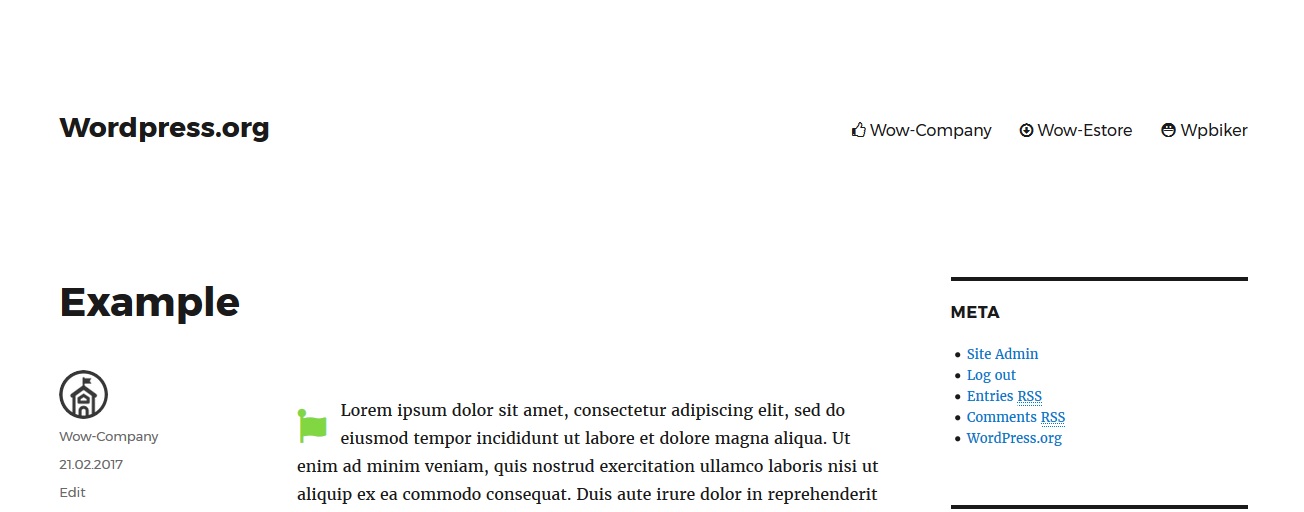 Wordpress.org
Wow-Company Wow-Estore Wpbiker
Example
Wow-Company
21.02.2017
Edit
Lorem ipsum dolor sit amet, consectetur adipiscing elit, sed do
eiusmod tempor incididunt ut labore et dolore magna aliqua. Ut
enim ad minim veniam, quis nostrud exercitation ullamco laboris nisi ut
aliquip ex ea commodo consequat. Duis aute irure dolor in reprehenderit
META
Site Admin
Log out
Entries RSS
Comments RSS
WordPress.org